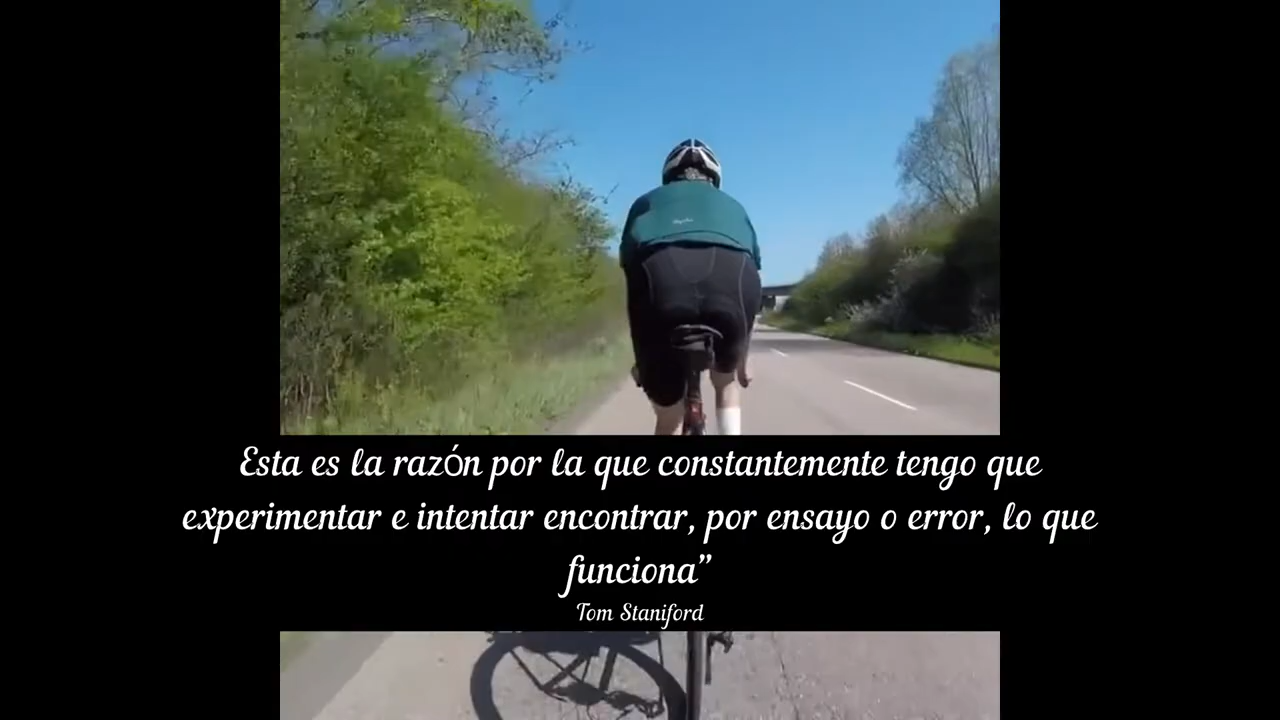 Esta es la razón por la que constantemente tengo que
experimentar e intentar encontrar, por ensayo o error, lo que
funciona”
Tom Staniford